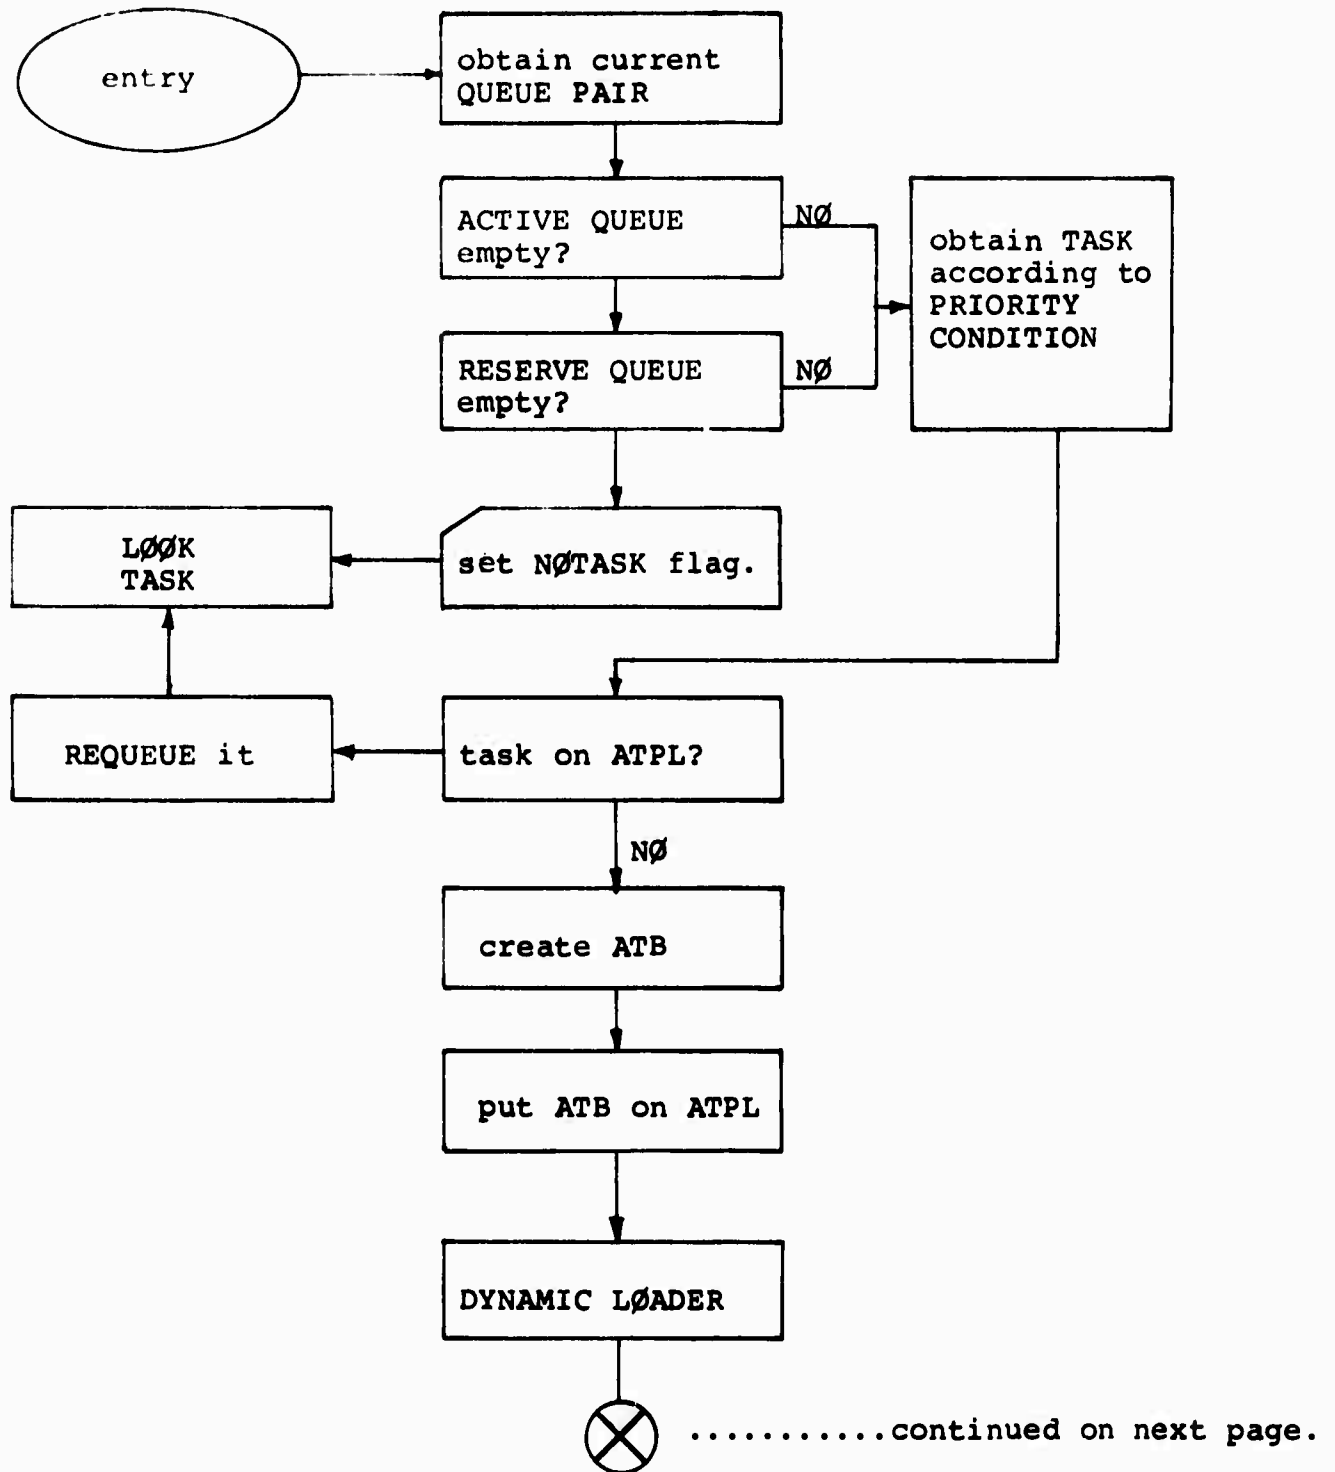 entry
obtain current
QUEUE PAIR
ACTIVE QUEUE
empty?
NØ
obtain TASK
according to
PRIORITY
CONDITION
RESERVE QUEUE
empty?
NØ
LØØK
TASK
set NØTASK flag.
REQUEUE it
task on ATPL?
NØ
create ATB
put ATB on ATPL
DYNAMIC LØADER
...........continued on next page.